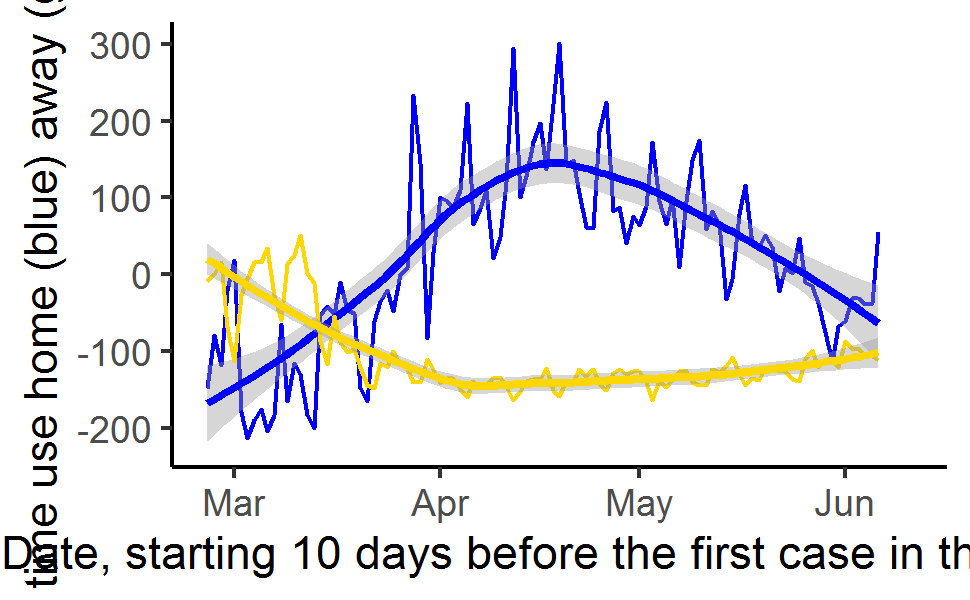 time use home (blue) away (
300
200
100
0
-100
-200
Mar Apr May Jun
Date, starting 10 days before the first case in th